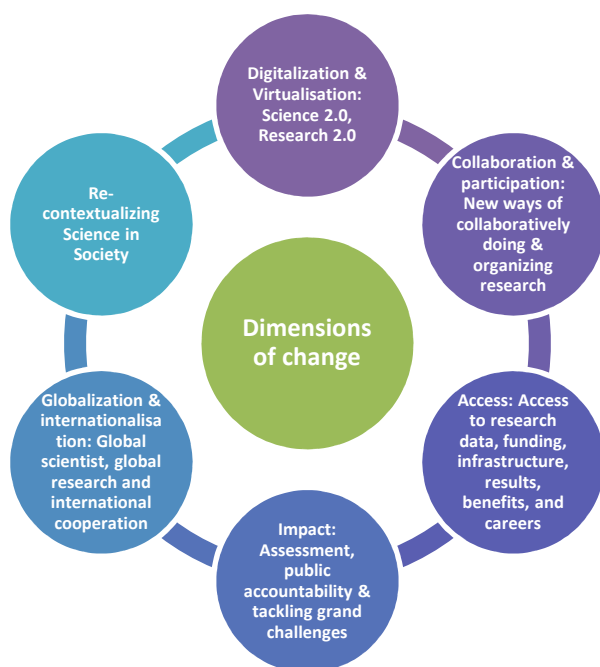 Digitalization &
Virtualisation:
Science 2.0,
Research 2.0
Collaboration &
participation:
New ways of
collaboratively
doing &
organizing
research
Access: Access
to research
data, funding,
infrastructure,
results,
benefits, and
careers
Impact:
Assessment,
public
accountability &
tackling grand
challenges
Globalization &
internationalisa
tion: Global
scientist, global
research and
international
cooperation
Re-
contextualizing
Science in
Society
Dimensions
of change